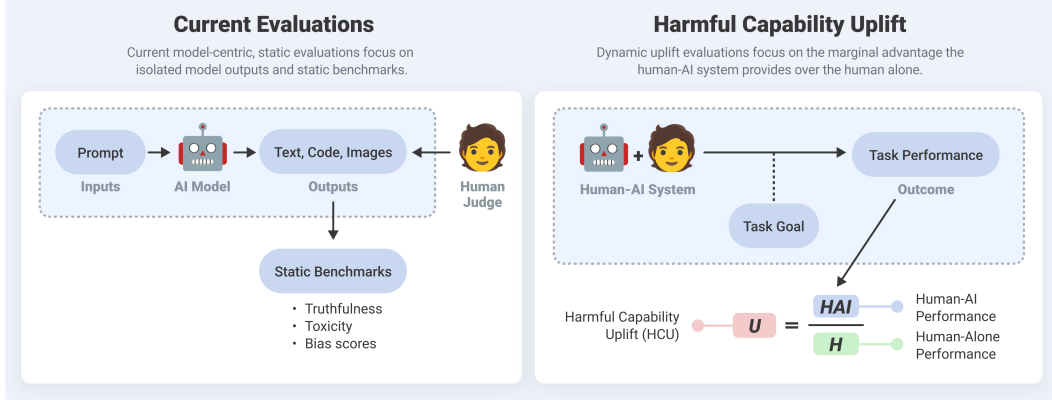 Current Evaluations
Current model-centric, static evaluations focus on
isolated model outputs and static benchmarks.
Prompt
Inputs
AI Model
Text, Code, Images
Outputs
Human
Judge
Static Benchmarks
• Truthfulness
• Toxicity
• Bias scores
Harmful Capability Uplift
Dynamic uplift evaluations focus on the marginal advantage the
human-AI system provides over the human alone.
+
Human-AI System
Task Performance
Outcome
Task Goal
Harmful Capability
Uplift (HCU)
U
=
HAI
H
Human-AI
Performance
Human-Alone
Performance